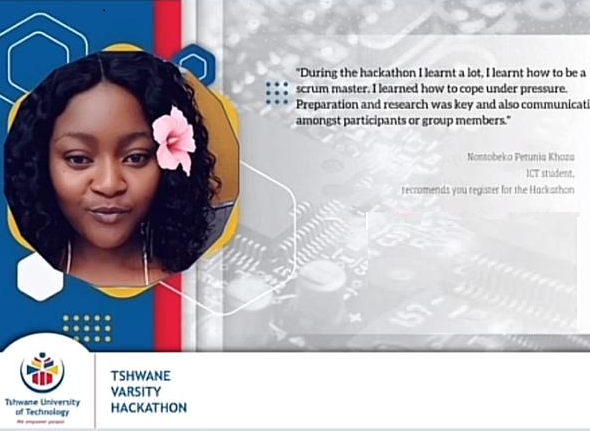 "During the hackathon I learnt a lot, I learnt how to be a
scrum master. I learned how to cope under pressure.
Preparation and research was key and also communicati
amongst participants or group members."
Nontobeko Petunia Khoza
ICT student,
recomends you register for the Hackathon
Tshwane University
of Technology
We empower people
TSHWANE
VARSITY
HACKATHON